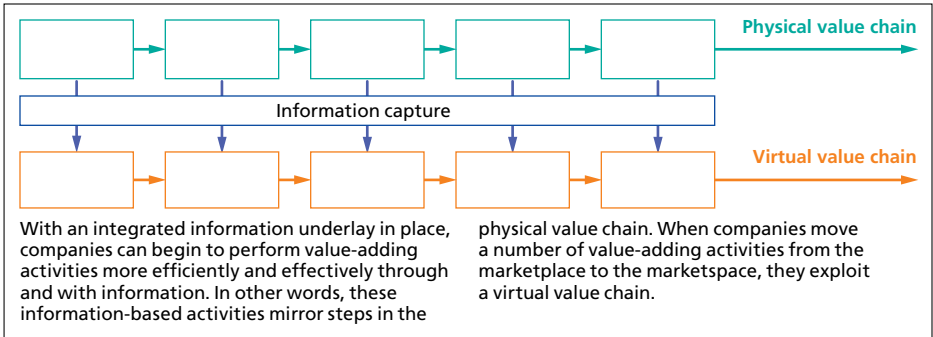 Physical value chain
Information capture
Virtual value chain
With an integrated information underlay in place,
companies can begin to perform value-adding
activities more efficiently and effectively through
and with information. In other words, these
information-based activities mirror steps in the
physical value chain. When companies move
a number of value-adding activities from the
marketplace to the marketspace, they exploit
a virtual value chain.